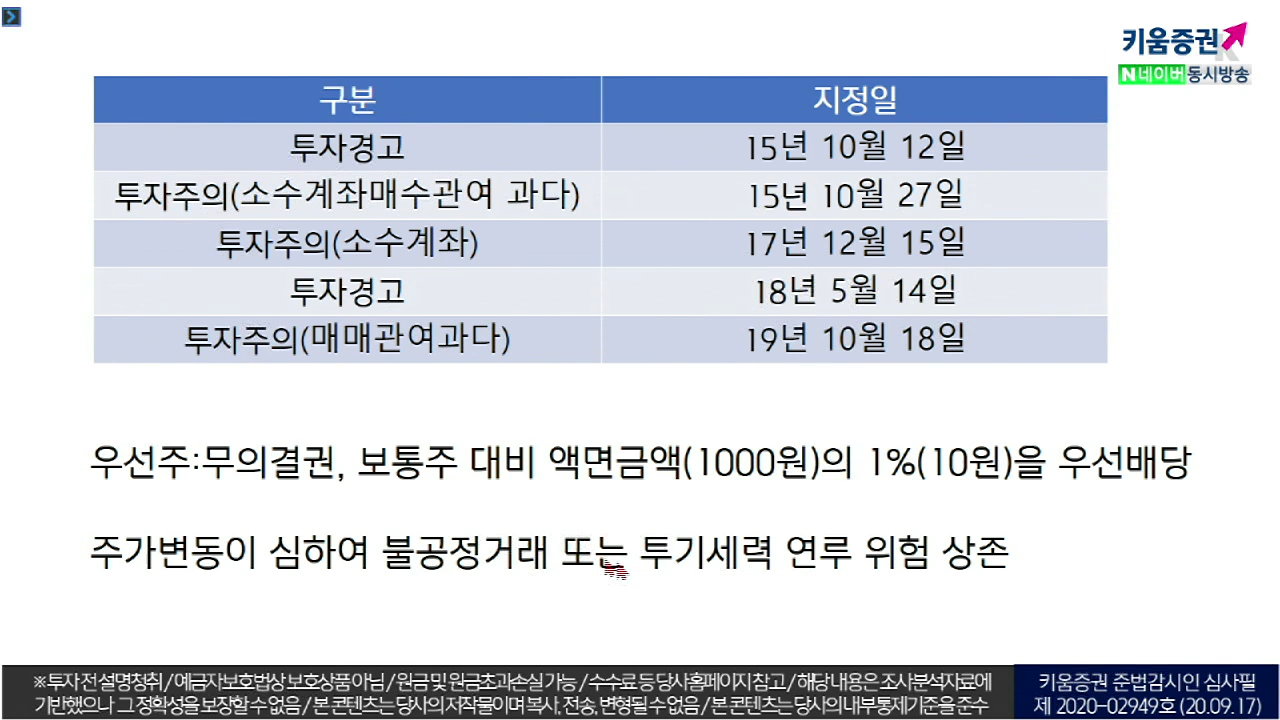 키움증권
N 네이버 동시방송
구분 지정일
투자경고 15년 10월 12일
투자주의(소수계좌매수관여 과다) 15년 10월 27일
투자주의(소수계좌) 17년 12월 15일
투자경고 18년 5월 14일
투자주의(매매관여과다) 19년 10월 18일
우선주:무의결권, 보통주 대비 액면금액(1000원)의 1%(10원)을 우선배당
주가변동이 심하여 불공정거래 또는 투기세력 연루 위험 상존
※투자 전 설명청취 / 예금자보호법상 보호상품 아님 / 원금 및 원금초과손실 가능 / 수수료 등 당사홈페이지 참고 / 해당 내용은 조사분석자료에
기반했으나 그 정확성을 보장할 수 없음 / 본 콘텐츠는 당사의 저작물이며 복사, 전송, 변형될 수 없음 / 본 콘텐츠는 당사의 내부통제기준을 준수
키움증권 준법감시인 심사필
제 2020-02949호 (20.09.17)